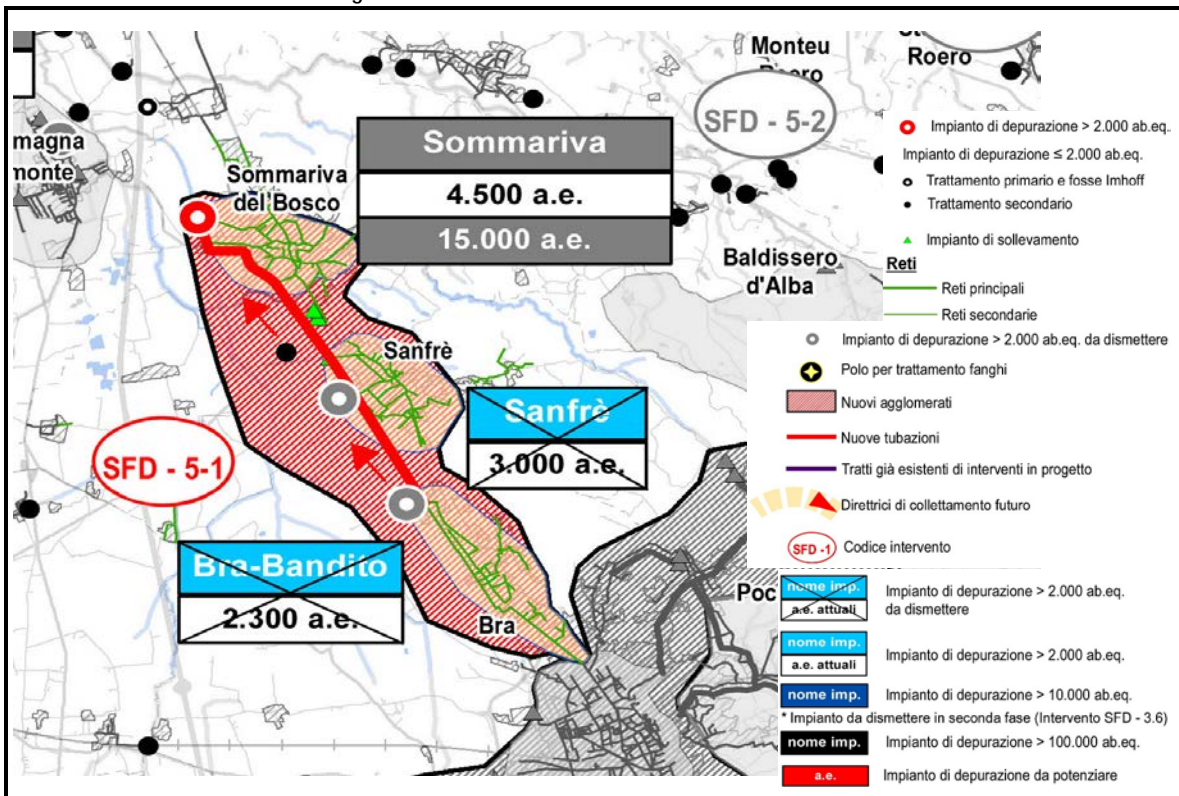 Monteu
Roero
Roero
SFD - 5-2
magna
monte
Sommariva
del Bosco
Sommariva
4.500 a.e.
15.000 a.e.
Baldissero
d'Alba
Sanfrè
Sanfrè
3.000 a.e.
SFD - 5-1
Bra-Bandito
2.300 a.e.
Bra
Poc
Impianto di depurazione > 2.000 ab.eq.
Impianto di depurazione ≤ 2.000 ab.eq.
Trattamento primario e fosse Imhoff
Trattamento secondario
Impianto di sollevamento
Reti
Reti principali
Reti secondarie
Impianto di depurazione > 2.000 ab.eq. da dismettere
Polo per trattamento fanghi
Nuovi agglomerati
Nuove tubazioni
Tratti già esistenti di interventi in progetto
Direttrici di collettamento futuro
SFD -1 Codice intervento
nome imp.
a.e. attuali
Impianto di depurazione > 2.000 ab.eq.
da dismettere
nome imp.
a.e. attuali
Impianto di depurazione > 2.000 ab.eq.
nome imp. Impianto di depurazione > 10.000 ab.eq.
* Impianto da dismettere in seconda fase (Intervento SFD - 3.6)
nome imp. Impianto di depurazione > 100.000 ab.eq.
a.e. Impianto di depurazione da potenziare